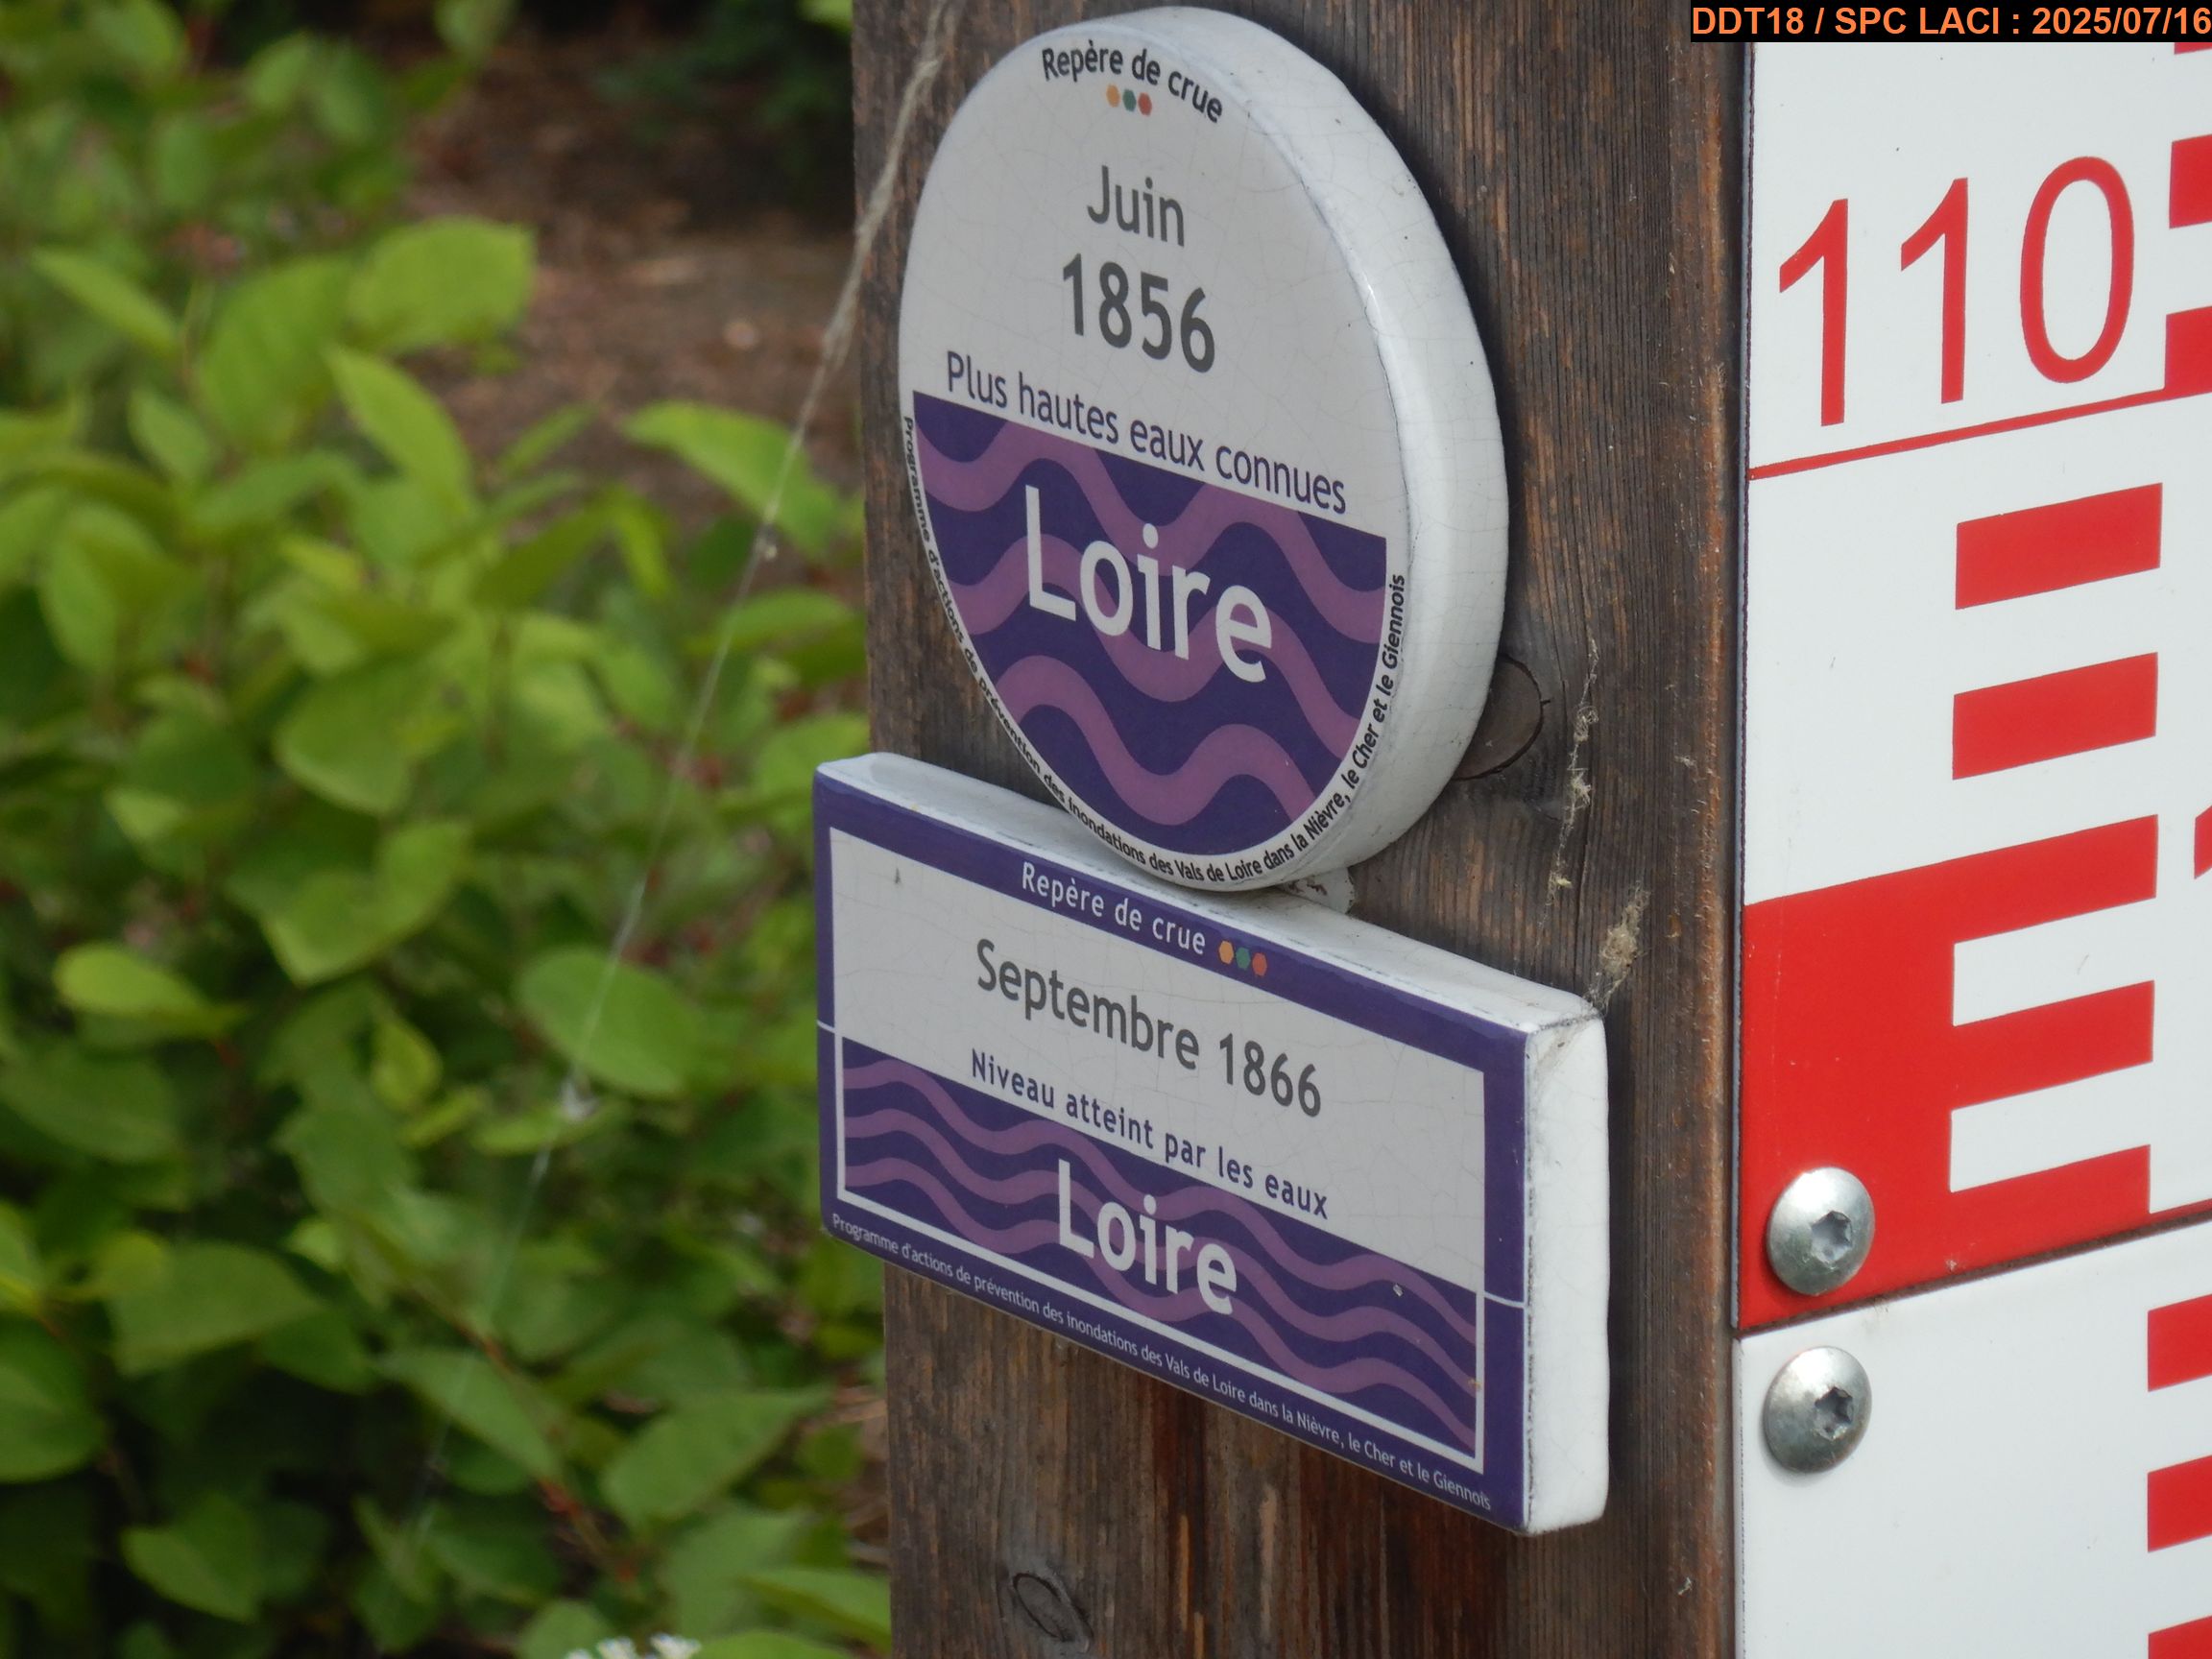 DDT18 / SPC LACI : 2025/07/16
Repère de crue
Juin
1856
Plus hautes eaux connues
Loire
Programme d'actions de prévention des inondations des Vals de Loire dans la Nièvre, le Cher et le Giennois
Repère de crue
Septembre 1866
Niveau atteint par les eaux
Loire
Programme d'actions de prévention des inondations des Vals de Loire dans la Nièvre, le Cher et le Giennois
110